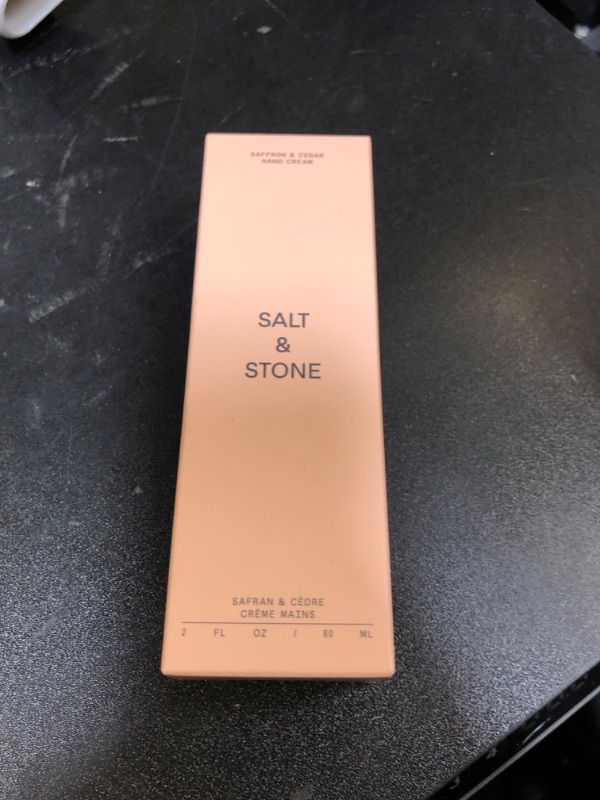 SAFFRON & CEDAR
HAND CREAM
SALT
&
STONE
SAFRAN & CÈDRE
CRÈME MAINS
2 FL OZ / 60 ML